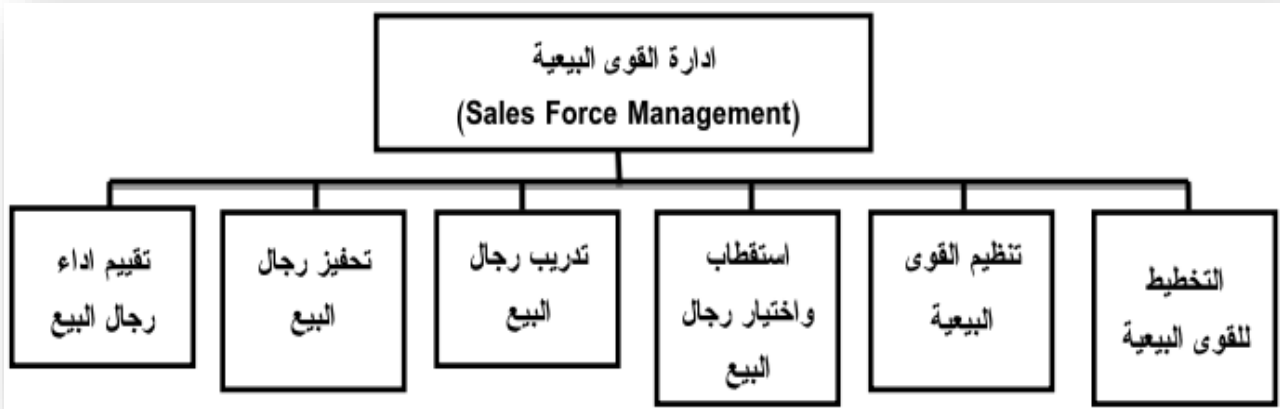 ادارة القوى البيعية
(Sales Force Management)
التخطيط
للقوى البيعية
تنظيم القوى
البيعية
استقطاب
واختيار رجال
البيع
تدريب رجال
البيع
تحفيز رجال
البيع
تقييم اداء
رجال البيع